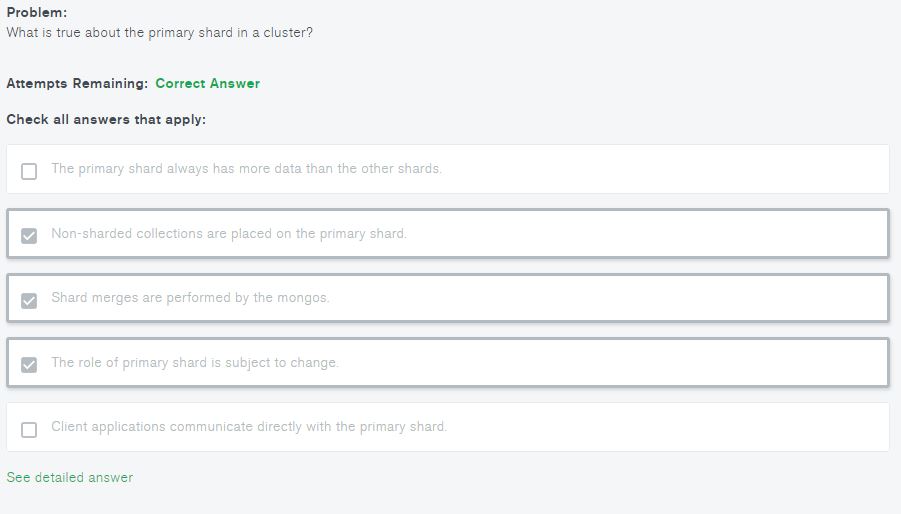 Problem:
What is true about the primary shard in a cluster?
Attempts Remaining: Correct Answer
Check all answers that apply:
The primary shard always has more data than the other shards.
Non-sharded collections are placed on the primary shard.
Shard merges are performed by the mongos.
The role of primary shard is subject to change.
Client applications communicate directly with the primary shard.
See detailed answer